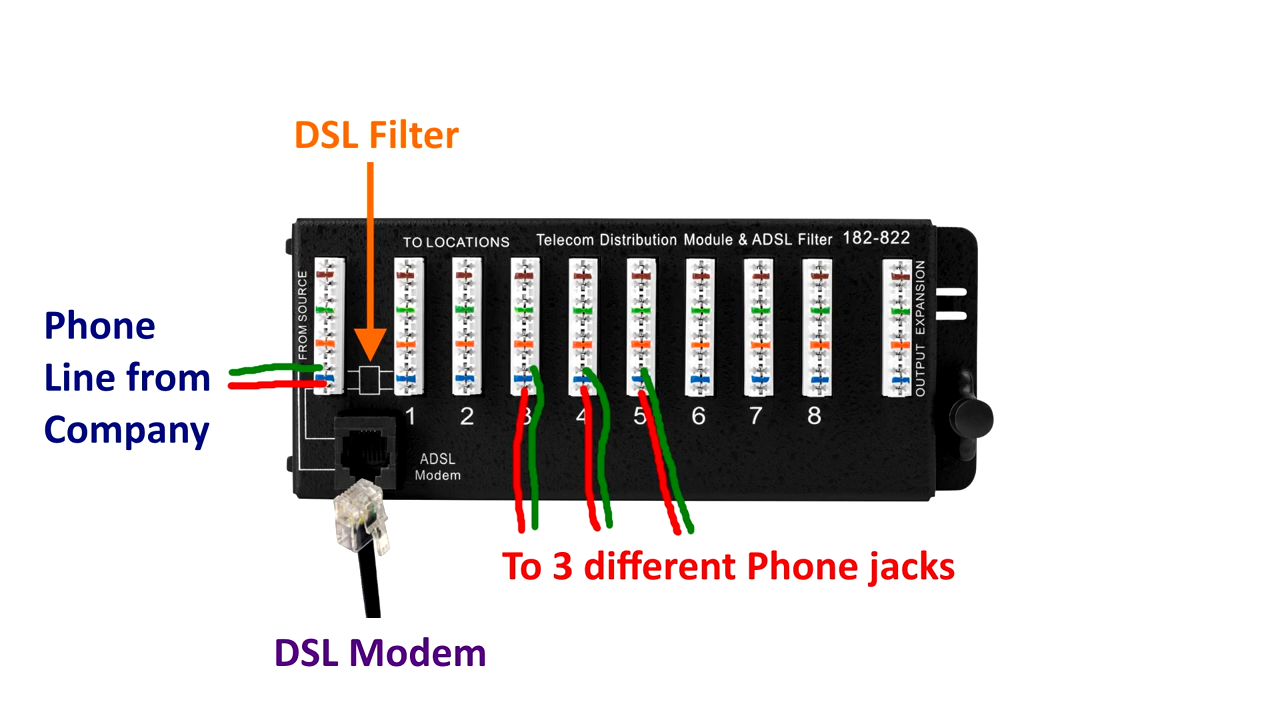 DSL Filter
TO LOCATIONS
Telecom Distribution Module & ADSL Filter 182-822
FROM SOURCE
OUTPUT EXPANSION
Phone
Line from
Company
1 2 3 4 5 6 7 8
ADSL
Modem
To 3 different Phone jacks
DSL Modem